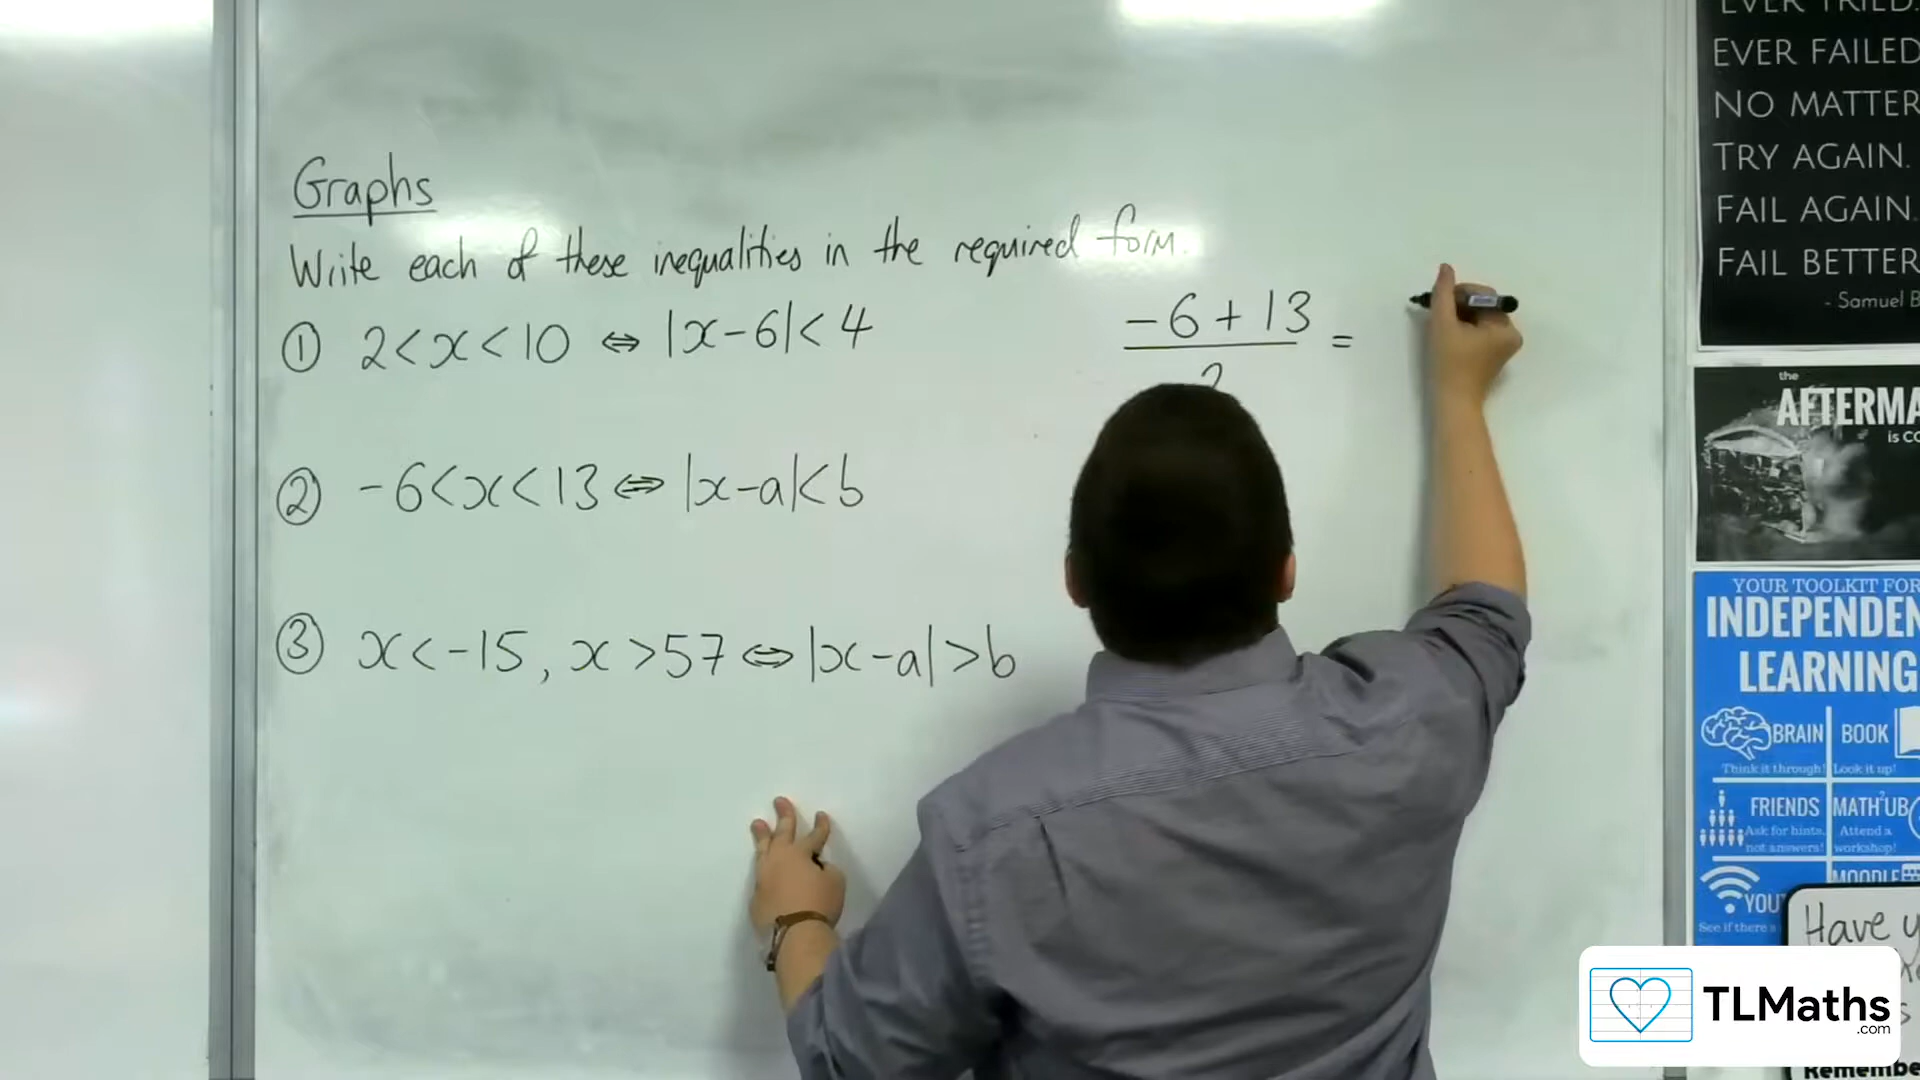 Graphs
Write each of these inequalities in the required form.
① 2<x<10 ⇔ |x-6|<4
② -6<x<13 ⇔ |x-a|<b
③ x<-15, x>57 ⇔ |x-a|>b
-6+13
=
2
EVER TRIED.
EVER FAILED
NO MATTER
TRY AGAIN.
FAIL AGAIN.
FAIL BETTER
- Samuel B
the
AFTERMA
is CO
YOUR TOOLKIT FOR
INDEPENDEN
LEARNING
BRAIN
Think it through!
BOOK
Look it up!
FRIENDS
Ask for hints,
not answers!
MATH²UB
Attend a
workshop!
YOU
See if there
MOODLE
Have y
TLMaths
.com
Remembe